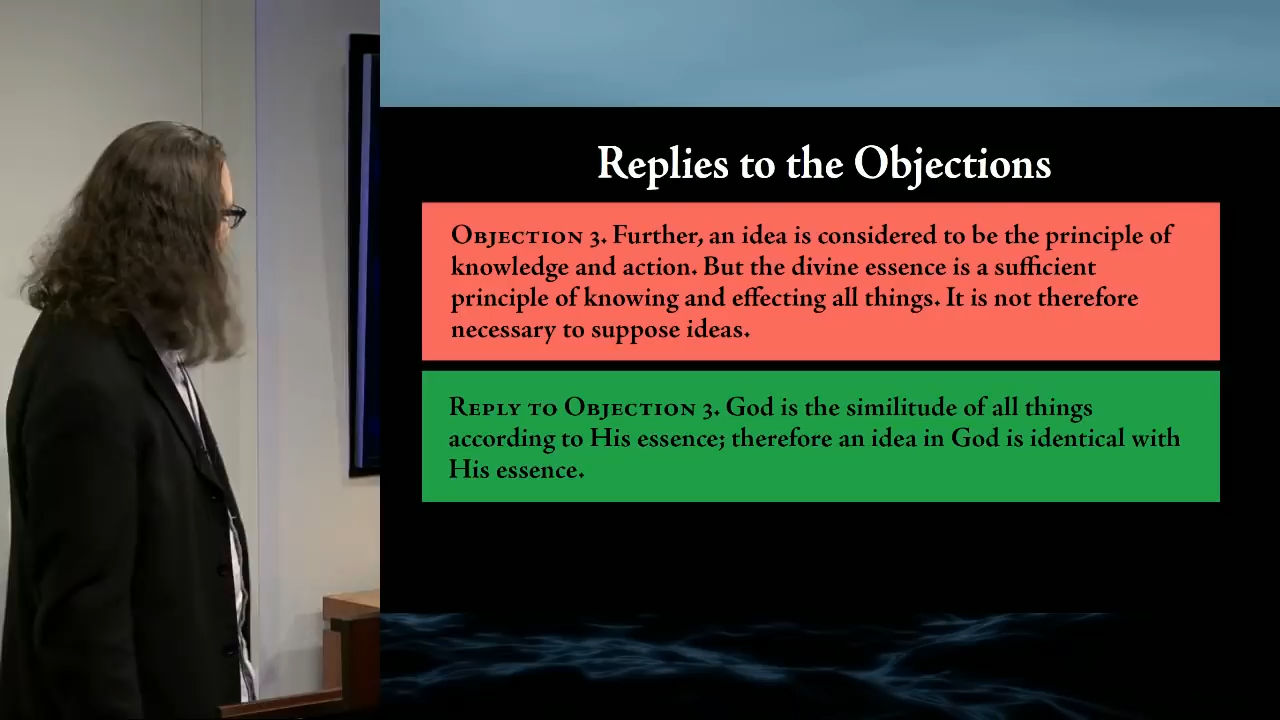 Replies to the Objections
Objection 3. Further, an idea is considered to be the principle of
knowledge and action. But the divine essence is a sufficient
principle of knowing and effecting all things. It is not therefore
necessary to suppose ideas.
Reply to Objection 3. God is the similitude of all things
according to His essence; therefore an idea in God is identical with
His essence.